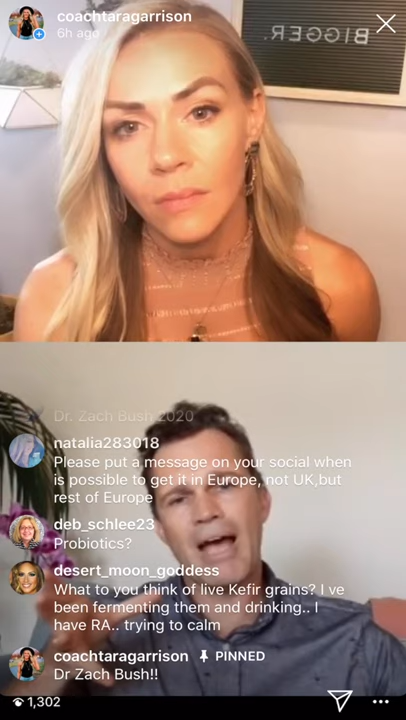 coachtaragarrison
6h ago
BIGGER.
Dr. Zach Bush 2020
natalia283018
Please put a message on your social when
is possible to get it in Europe, not UK,but
rest of Europe
deb_schlee23
Probiotics?
desert_moon_goddess
What to you think of live Kefir grains? I ve
been fermenting them and drinking.. I
have RA.. trying to calm
coachtaragarrison PINNED
Dr Zach Bush!!
1,302